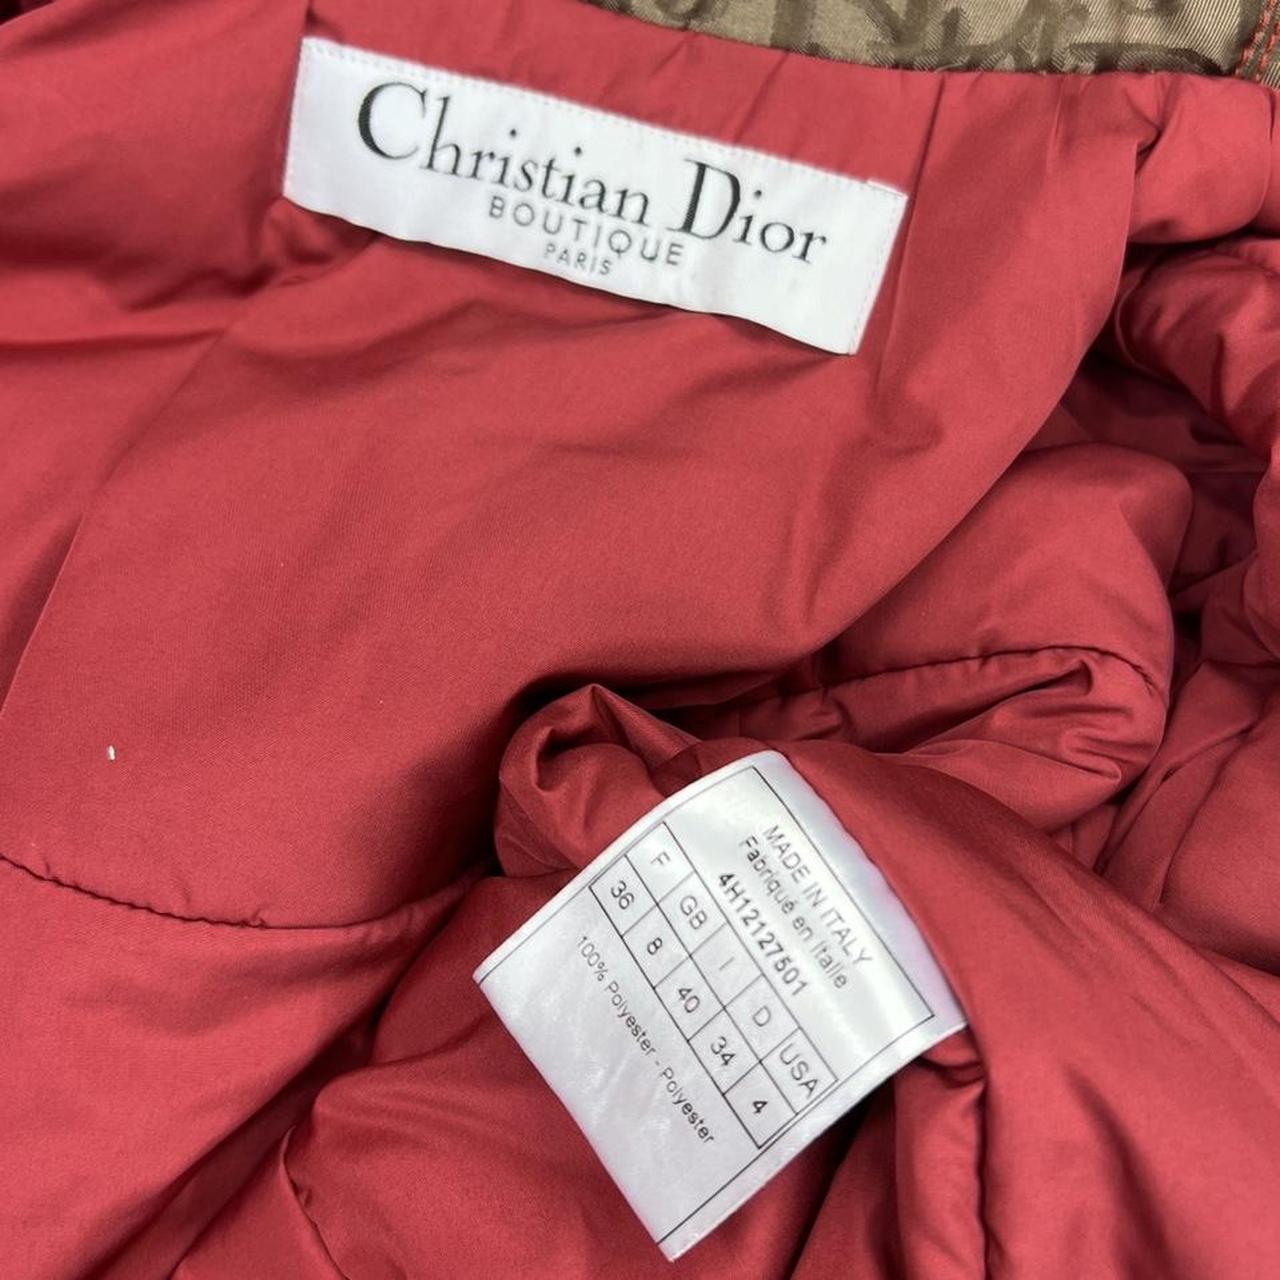 Christian Dior
BOUTIQUE
PARIS
MADE IN ITALY
Fabriqué en Italie
4H12127501
F GB I D USA
36 8 40 34 4
100% Polyester - Polyester